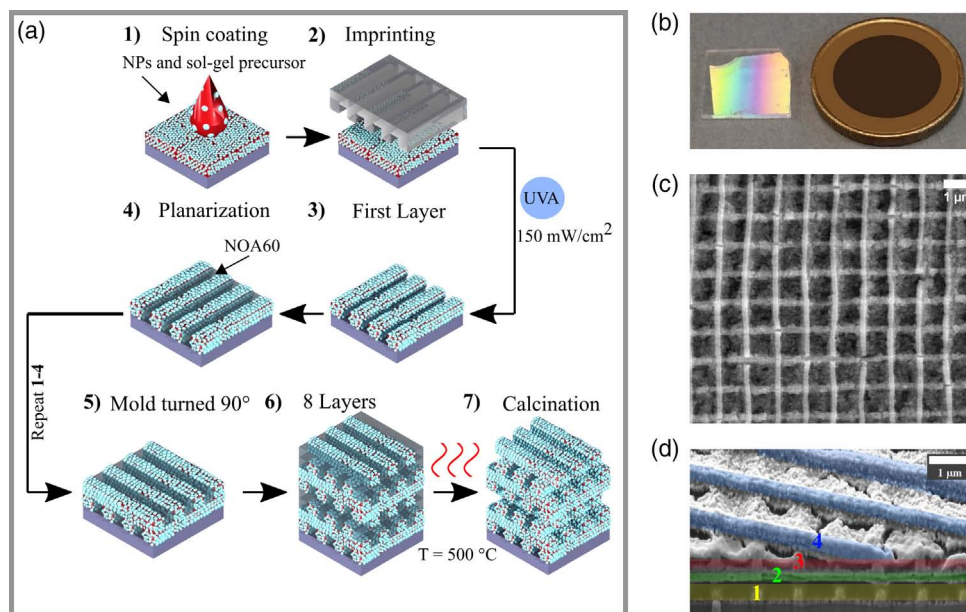 (a)
1) Spin coating
NPs and sol-gel precursor
2) Imprinting
UVA
150 mW/cm²
4) Planarization
NOA60
3) First Layer
Repeat 1-4
5) Mold turned 90°
6) 8 Layers
7) Calcination
T = 500 °C
(b)
(c)
1 μm
(d)
1 μm
4
3
2
1